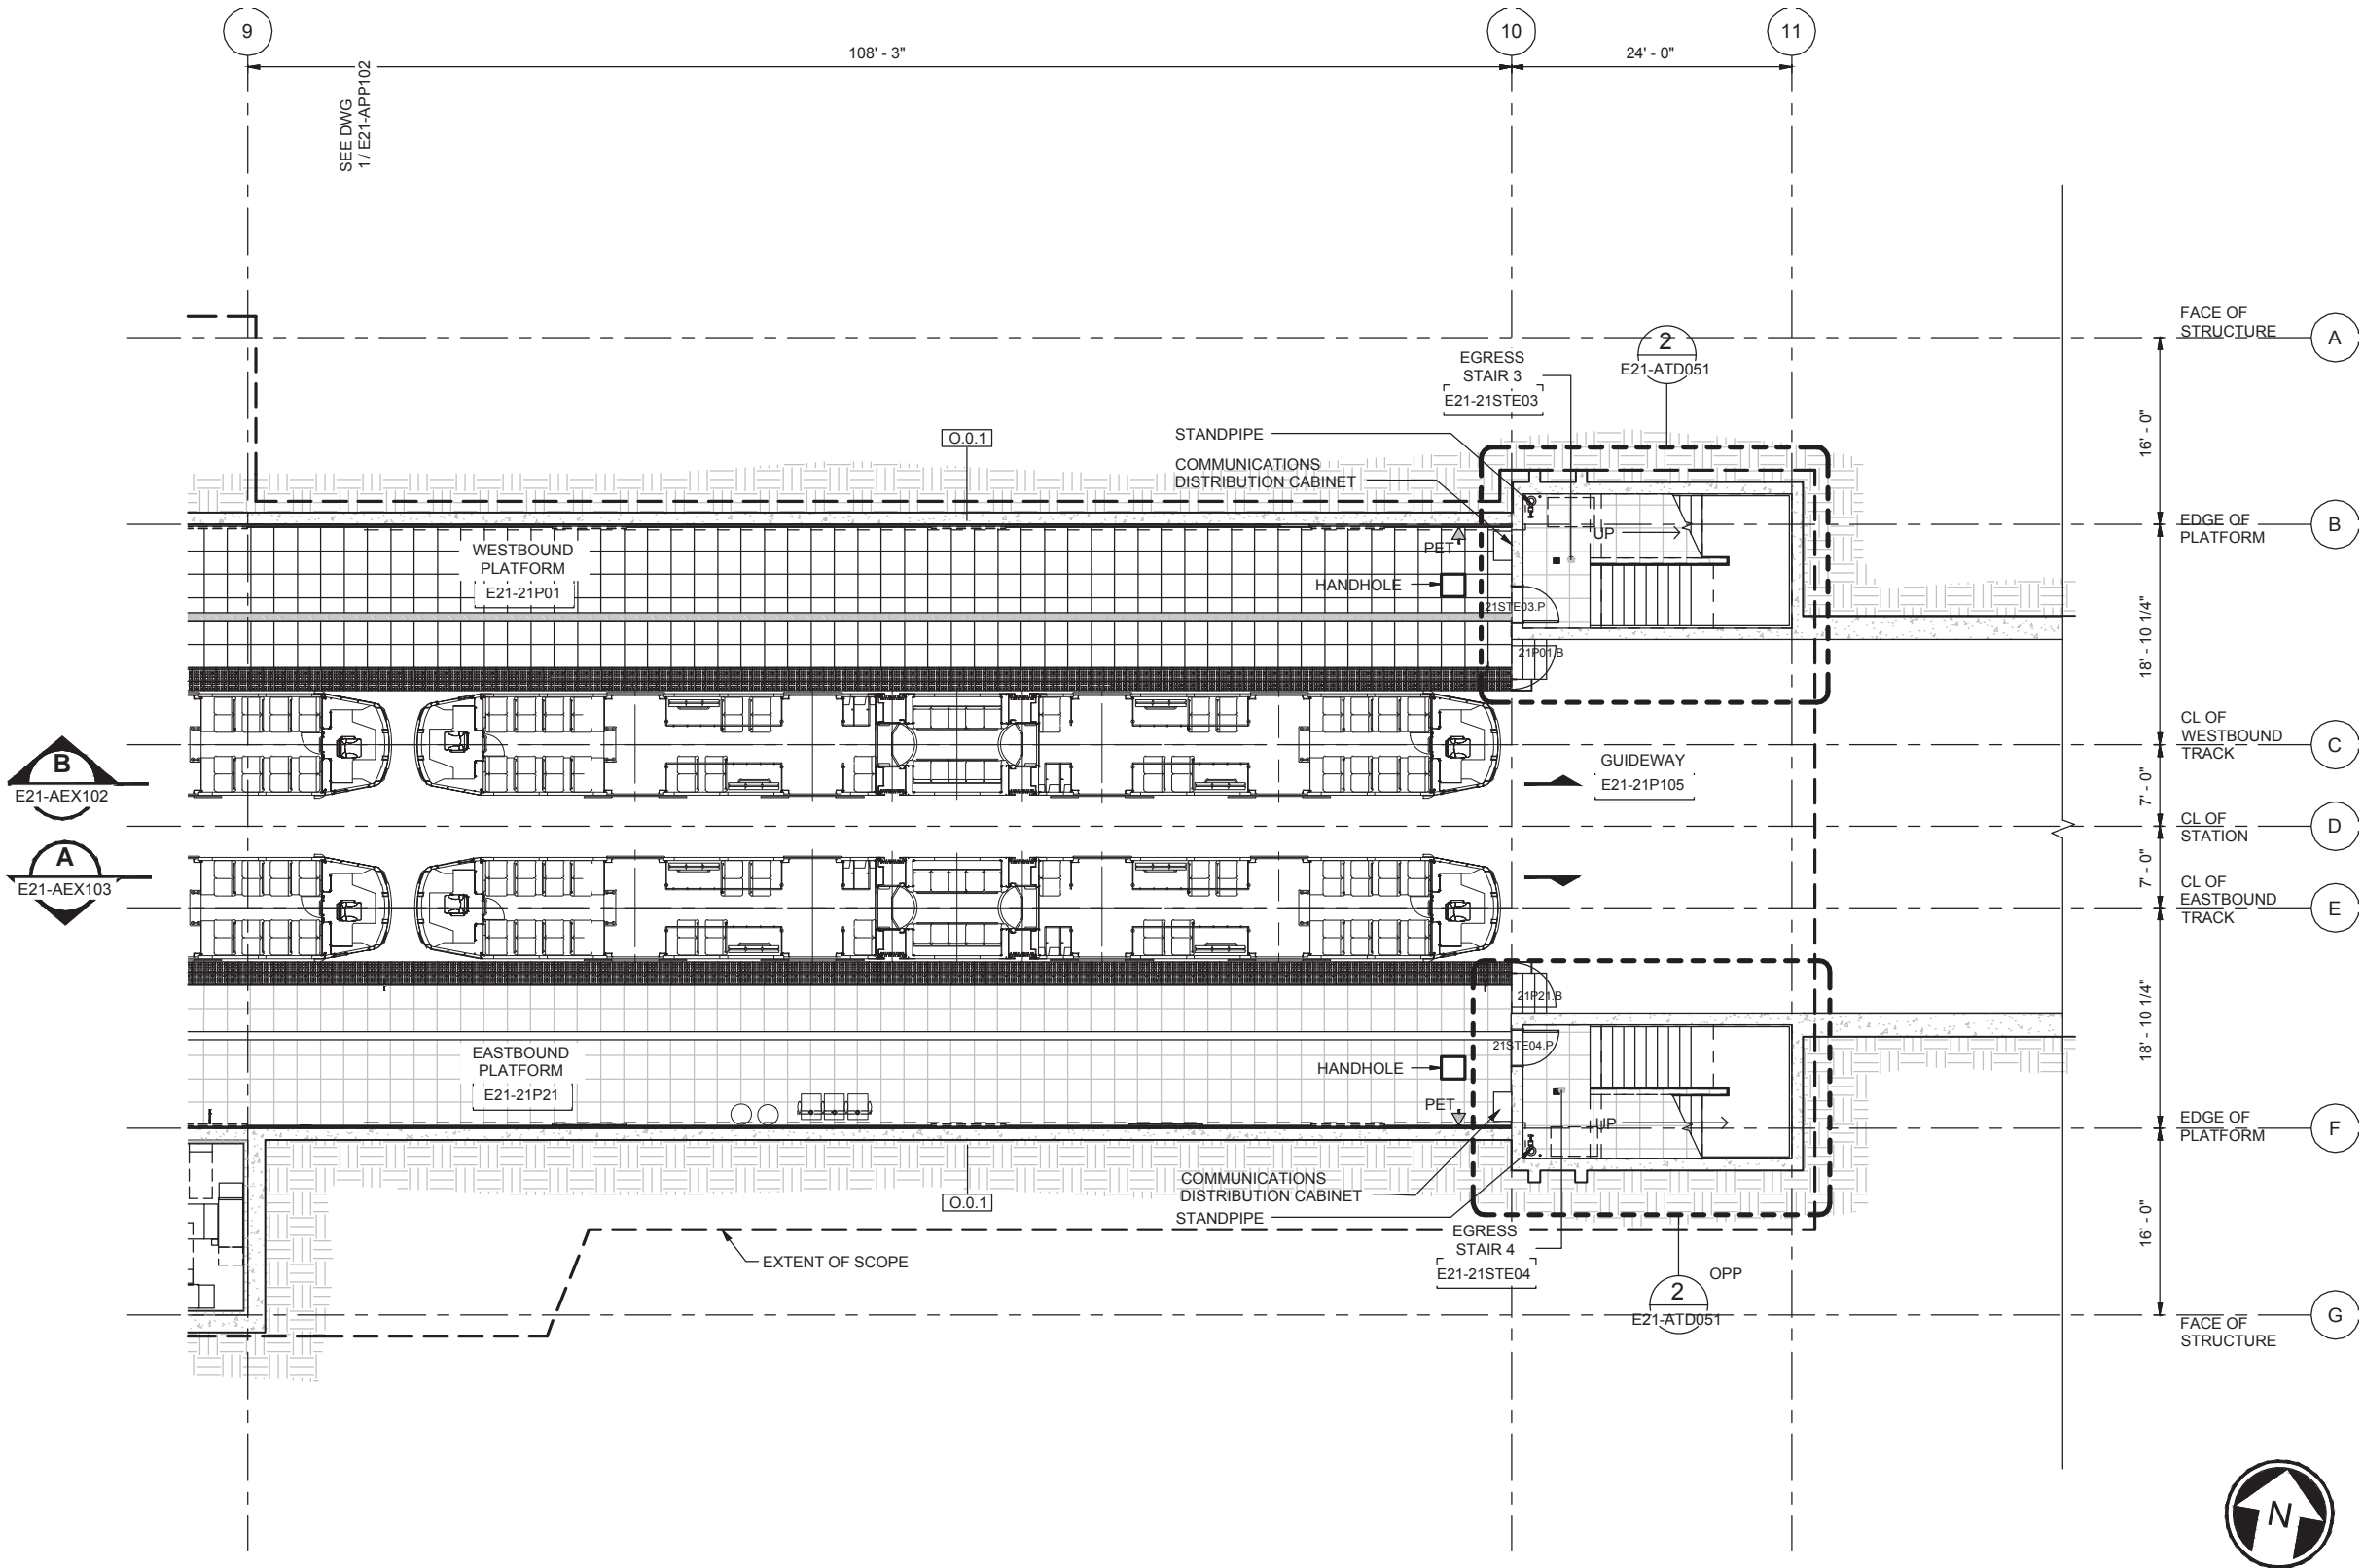 9
10
11
108' - 3"
24' - 0"
SEE DWG
1 / E21-APP102
FACE OF
STRUCTURE
A
2
E21-ATD051
EGRESS
STAIR 3
E21-21STE03
16' - 0"
O.0.1
STANDPIPE
COMMUNICATIONS
DISTRIBUTION CABINET
EDGE OF
PLATFORM
B
UP
WESTBOUND
PLATFORM
E21-21P01
PET
HANDHOLE
21STE03.P
18' - 10 1/4"
21P01.B
B
E21-AEX102
CL OF
WESTBOUND
TRACK
C
GUIDEWAY
E21-21P105
7' - 0"
CL OF
STATION
D
A
E21-AEX103
7' - 0"
CL OF
EASTBOUND
TRACK
E
21P21.B
18' - 10 1/4"
21STE04.P
EASTBOUND
PLATFORM
E21-21P21
HANDHOLE
PET
UP
EDGE OF
PLATFORM
F
COMMUNICATIONS
DISTRIBUTION CABINET
STANDPIPE
O.0.1
16' - 0"
EGRESS
STAIR 4
E21-21STE04
EXTENT OF SCOPE
OPP
2
E21-ATD051
FACE OF
STRUCTURE
G
N